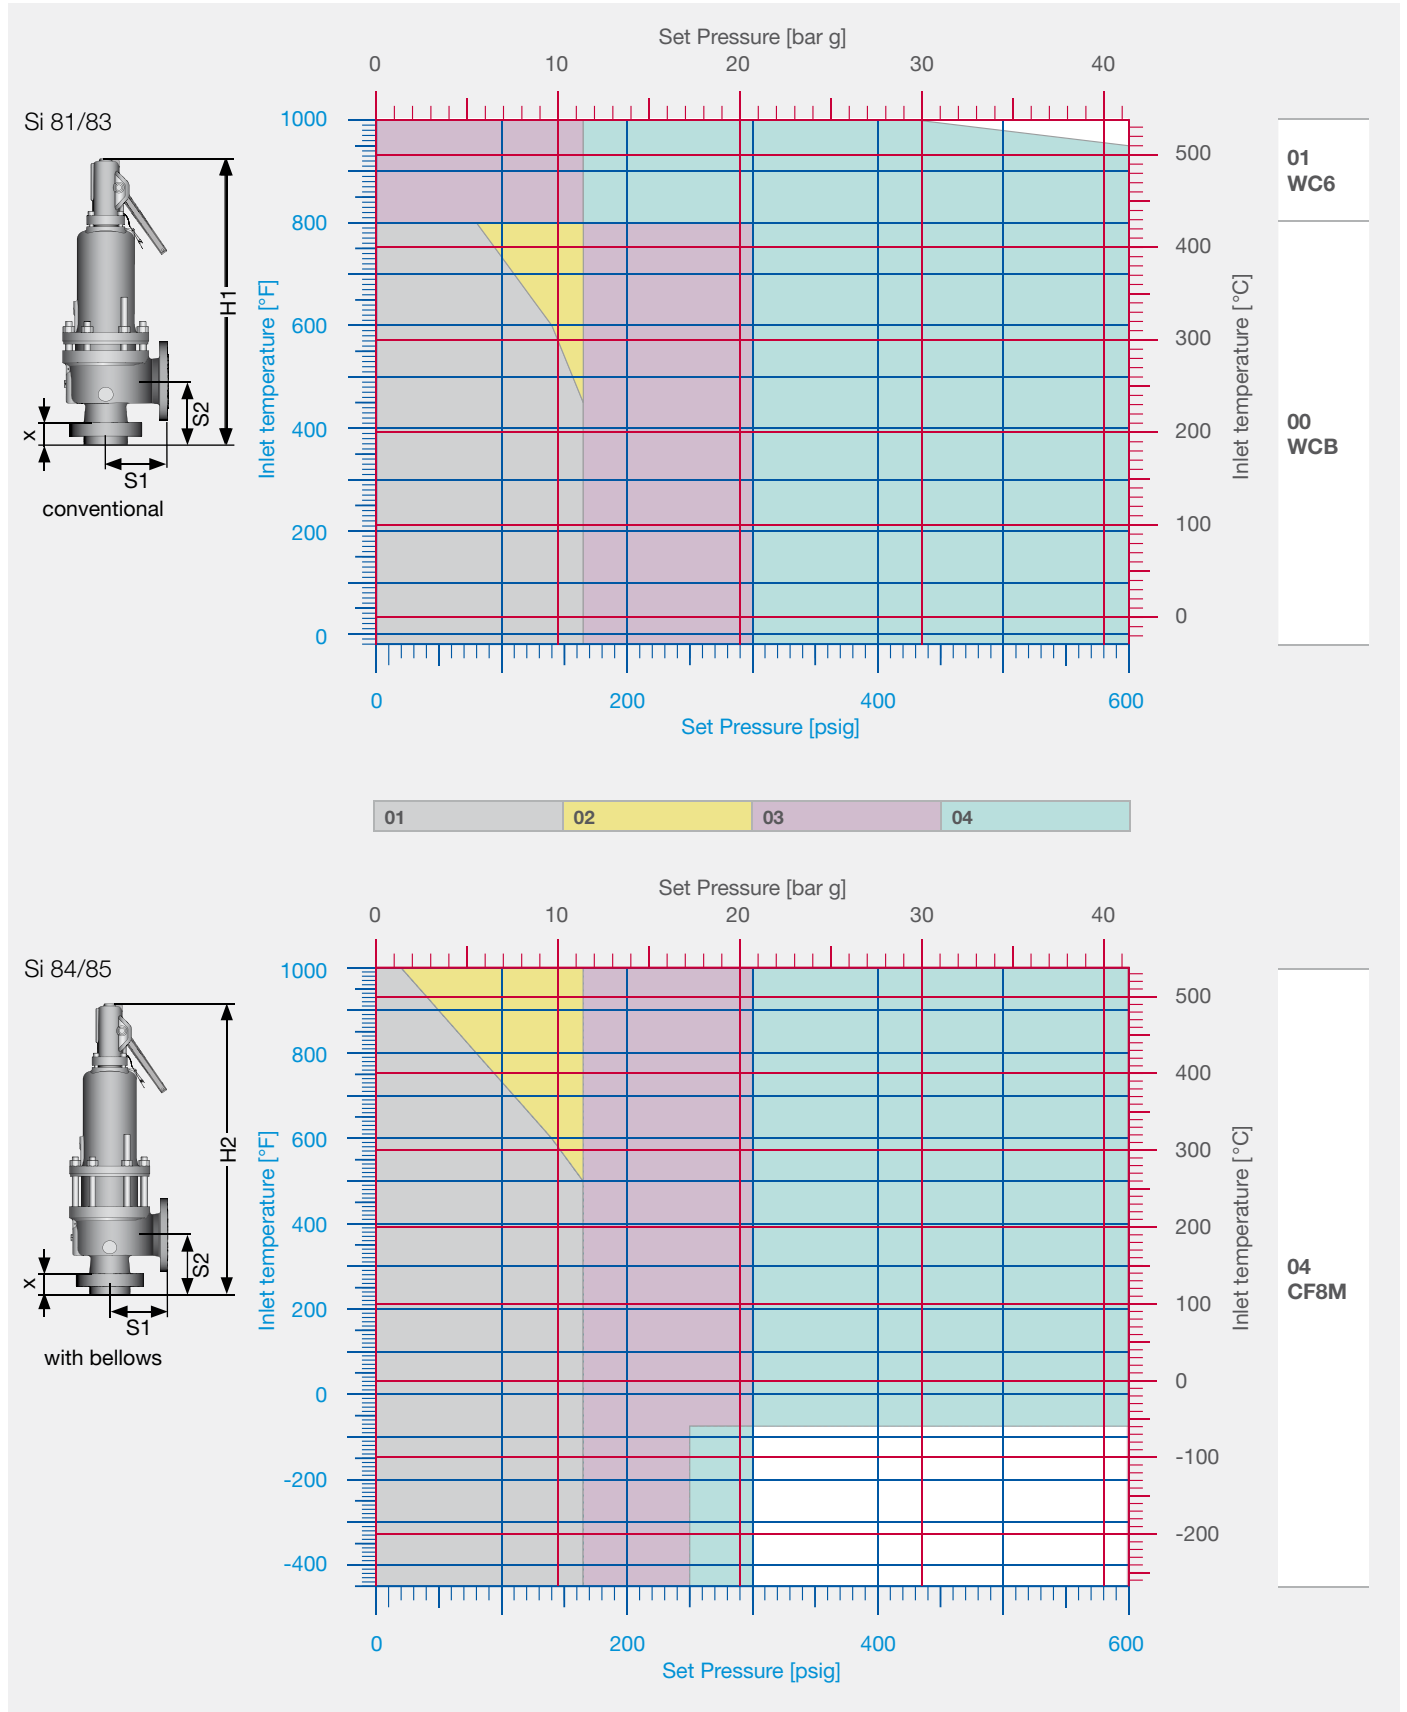 Set Pressure [bar g]
0 10 20 30 40
Si 81/83
1000
800
600
400
200
0
Inlet temperature [°F]
500
400
300
200
100
0
Inlet temperature [°C]
01
WC6
00
WCB
H1
S2
x
S1
conventional
0 200 400 600
Set Pressure [psig]
01 02 03 04
Set Pressure [bar g]
0 10 20 30 40
Si 84/85
1000
800
600
400
200
0
-200
-400
Inlet temperature [°F]
500
400
300
200
100
0
-100
-200
Inlet temperature [°C]
04
CF8M
H2
S2
x
S1
with bellows
0 200 400 600
Set Pressure [psig]